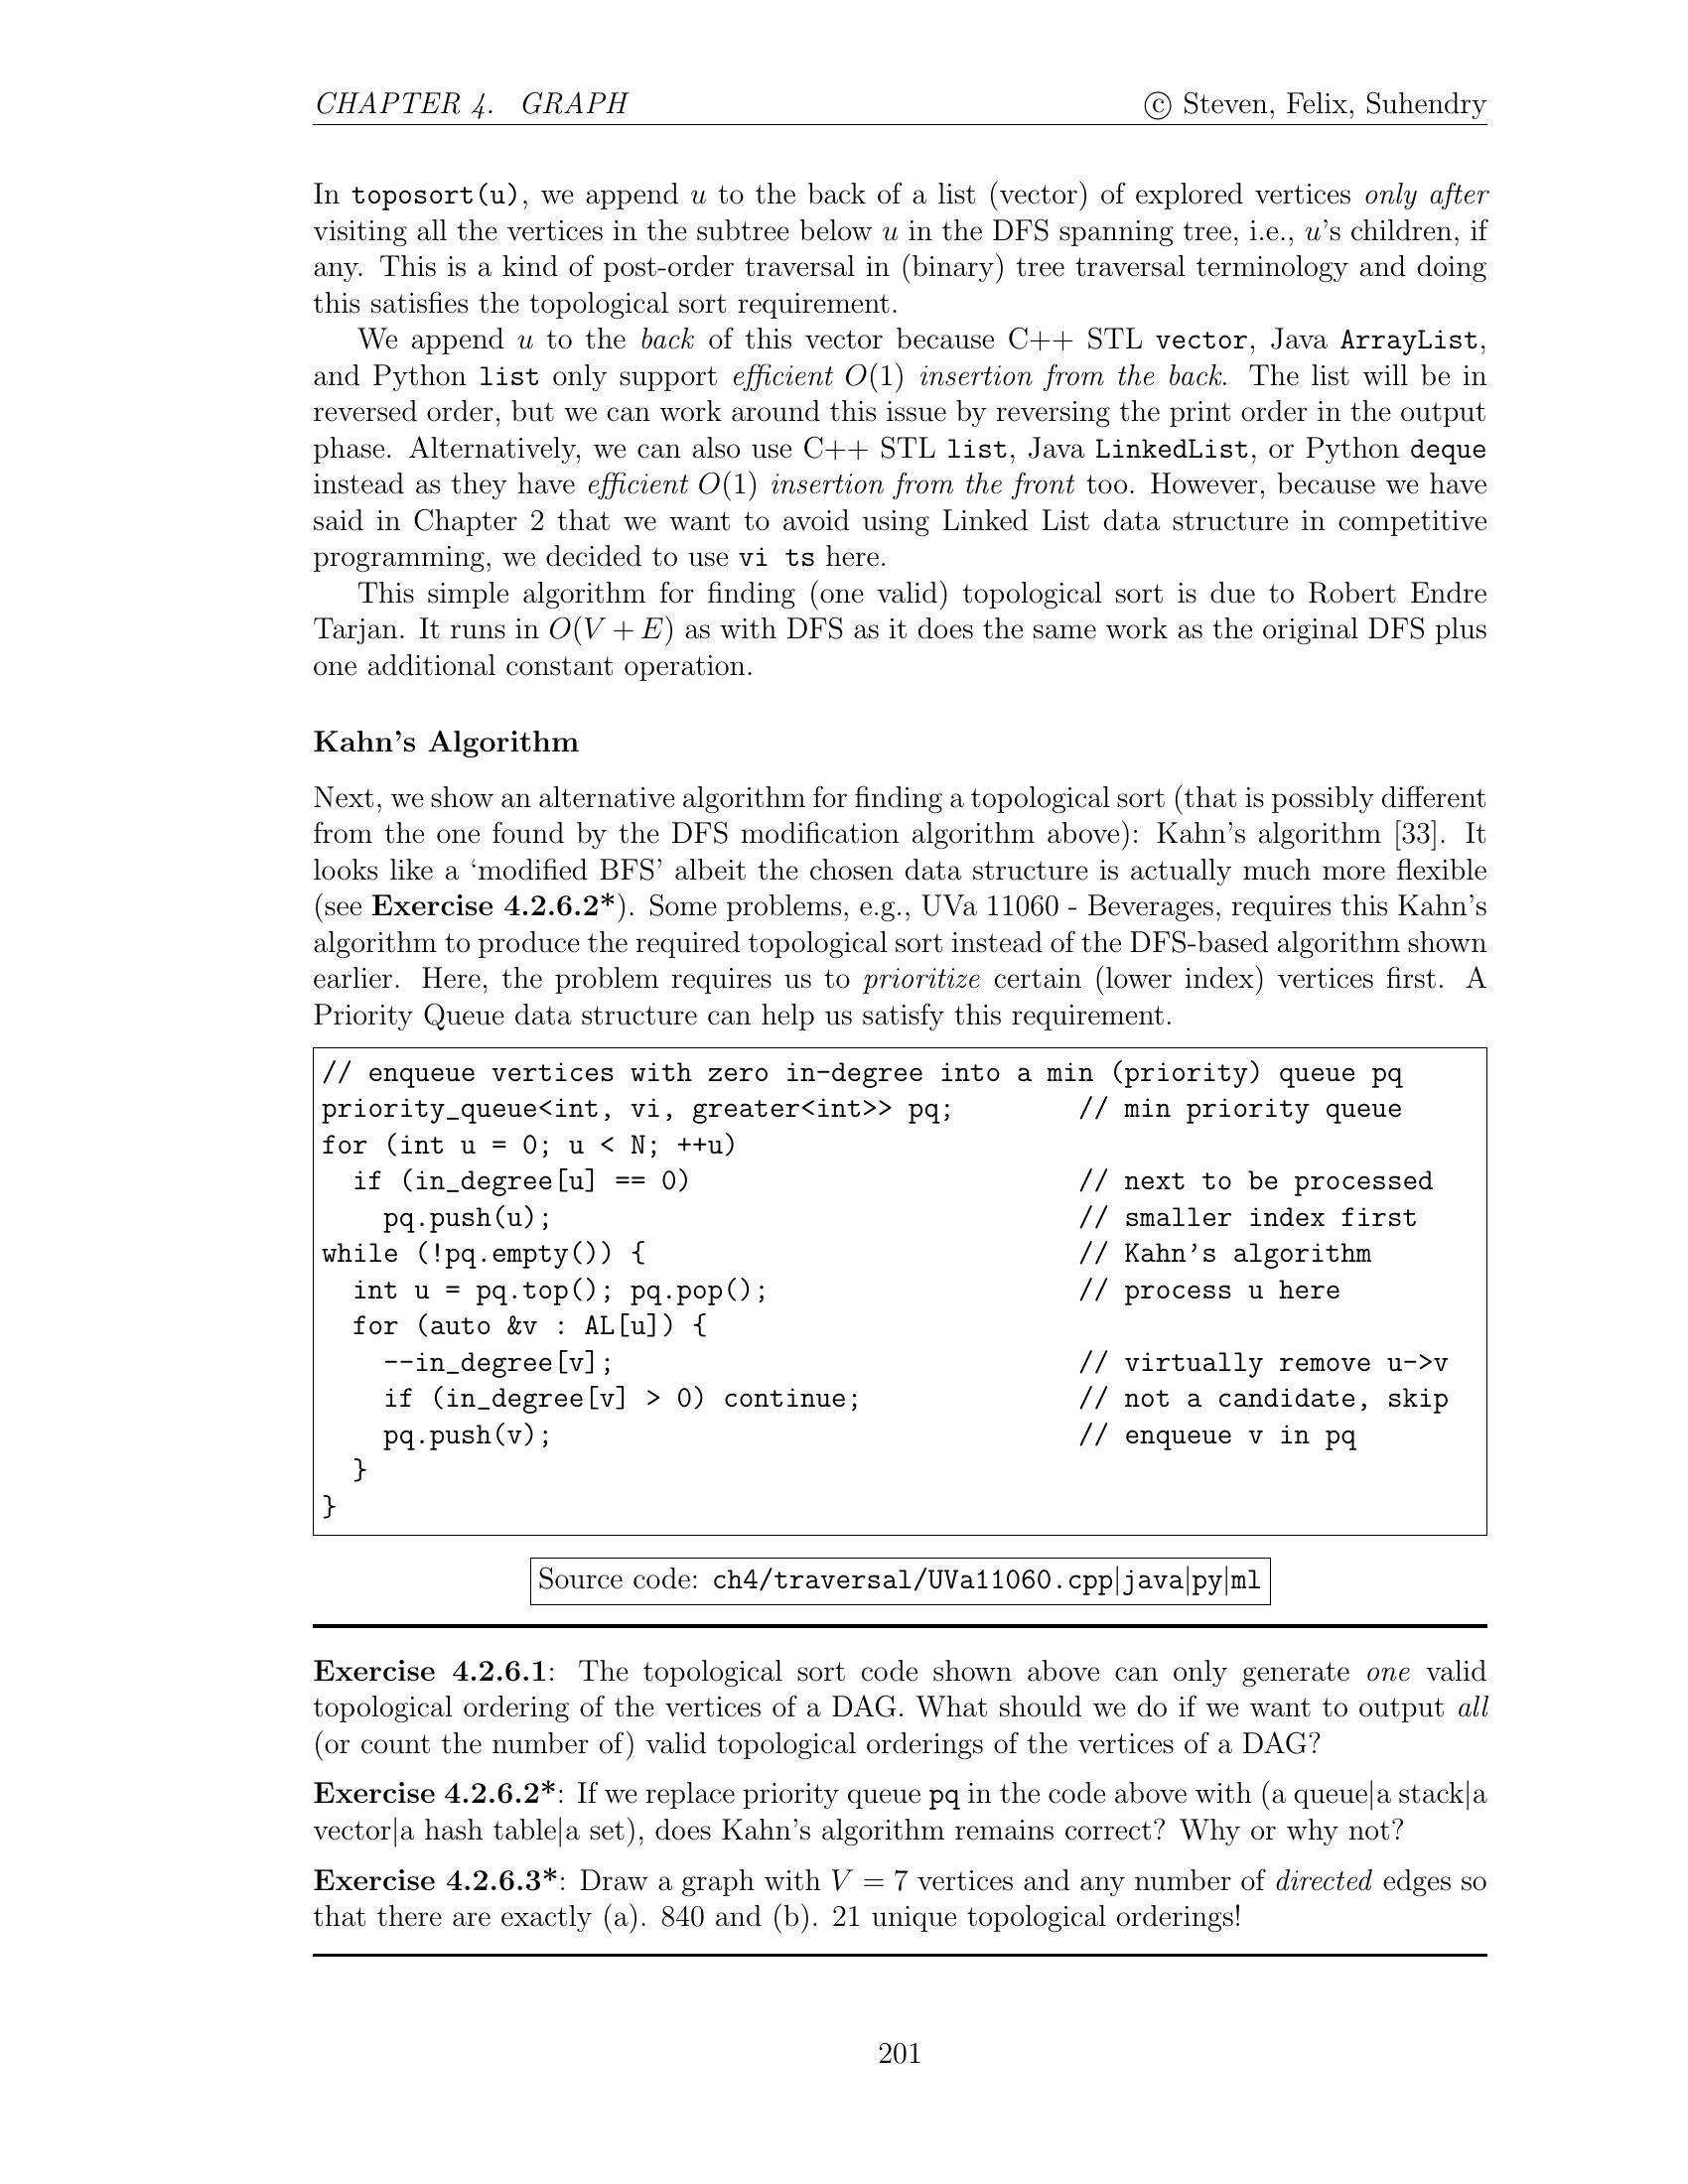 CHAPTER 4. GRAPH © Steven, Felix, Suhendry
In toposort(u), we append u to the back of a list (vector) of explored vertices only after
visiting all the vertices in the subtree below u in the DFS spanning tree, i.e., u's children, if
any. This is a kind of post-order traversal in (binary) tree traversal terminology and doing
this satisfies the topological sort requirement.
We append u to the back of this vector because C++ STL vector, Java ArrayList,
and Python list only support efficient O(1) insertion from the back. The list will be in
reversed order, but we can work around this issue by reversing the print order in the output
phase. Alternatively, we can also use C++ STL list, Java LinkedList, or Python deque
instead as they have efficient O(1) insertion from the front too. However, because we have
said in Chapter 2 that we want to avoid using Linked List data structure in competitive
programming, we decided to use vi ts here.
This simple algorithm for finding (one valid) topological sort is due to Robert Endre
Tarjan. It runs in O(V + E) as with DFS as it does the same work as the original DFS plus
one additional constant operation.
Kahn's Algorithm
Next, we show an alternative algorithm for finding a topological sort (that is possibly different
from the one found by the DFS modification algorithm above): Kahn's algorithm [33]. It
looks like a ‘modified BFS’ albeit the chosen data structure is actually much more flexible
(see Exercise 4.2.6.2*). Some problems, e.g., UVa 11060 - Beverages, requires this Kahn's
algorithm to produce the required topological sort instead of the DFS-based algorithm shown
earlier. Here, the problem requires us to prioritize certain (lower index) vertices first. A
Priority Queue data structure can help us satisfy this requirement.
// enqueue vertices with zero in-degree into a min (priority) queue pq
priority_queue<int, vi, greater<int>> pq; // min priority queue
for (int u = 0; u < N; ++u)
if (in_degree[u] == 0) // next to be processed
pq.push(u); // smaller index first
while (!pq.empty()) { // Kahn's algorithm
int u = pq.top(); pq.pop(); // process u here
for (auto &v : AL[u]) {
--in_degree[v]; // virtually remove u->v
if (in_degree[v] > 0) continue; // not a candidate, skip
pq.push(v); // enqueue v in pq
}
}
Source code: ch4/traversal/UVa11060.cpp|java|py|ml
Exercise 4.2.6.1: The topological sort code shown above can only generate one valid
topological ordering of the vertices of a DAG. What should we do if we want to output all
(or count the number of) valid topological orderings of the vertices of a DAG?
Exercise 4.2.6.2*: If we replace priority queue pq in the code above with (a queue|a stack|a
vector|a hash table|a set), does Kahn's algorithm remains correct? Why or why not?
Exercise 4.2.6.3*: Draw a graph with V = 7 vertices and any number of directed edges so
that there are exactly (a). 840 and (b). 21 unique topological orderings!
201